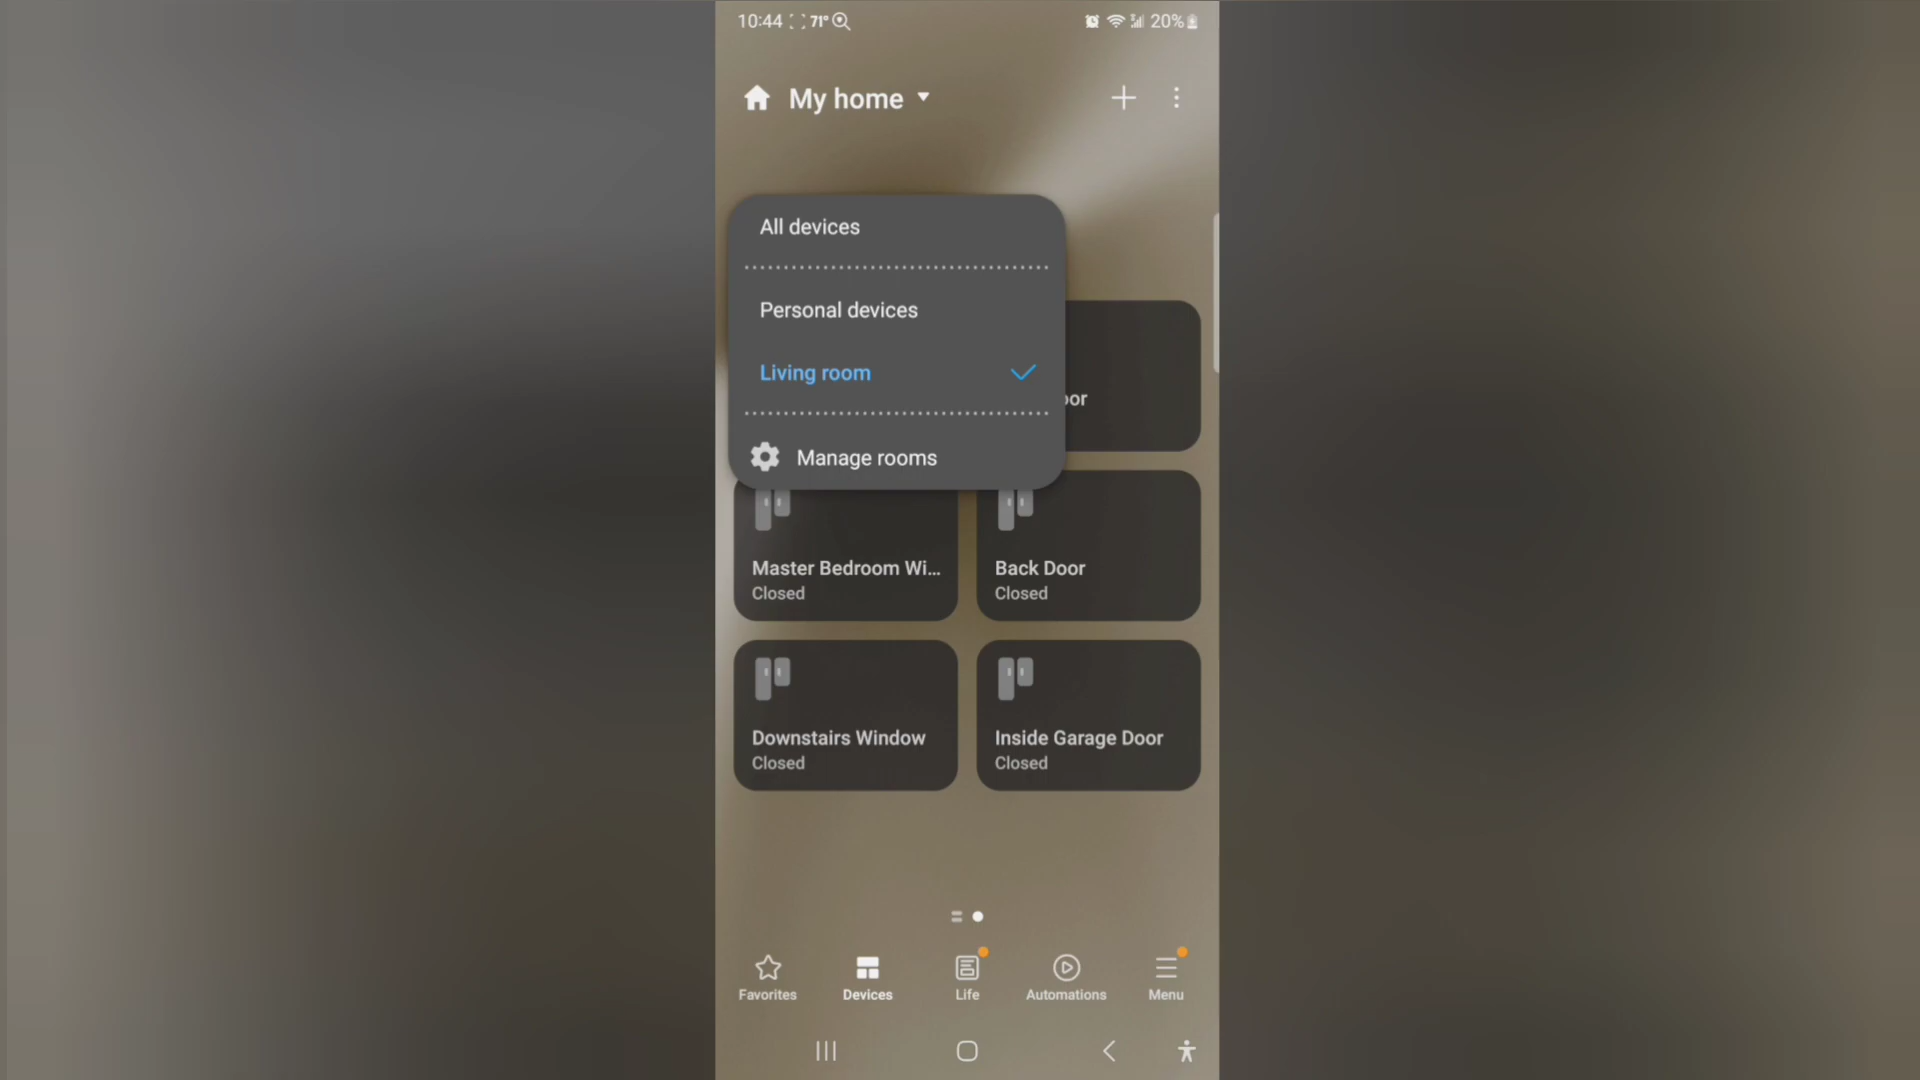 10:44 71°
20%
My home
All devices
Personal devices
Living room
oor
Manage rooms
Master Bedroom Wi...
Closed
Back Door
Closed
Downstairs Window
Closed
Inside Garage Door
Closed
Favorites
Devices
Life
Automations
Menu